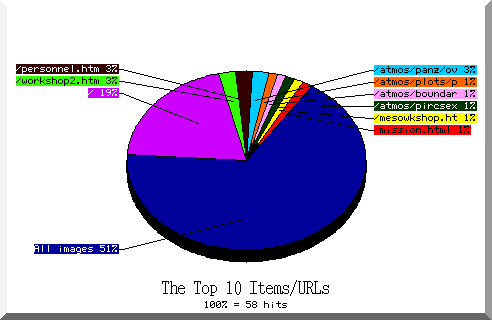 /personnel.htm 3%
/workshop2.htm 3%
/ 19%
All images 51%
/atmos/panz/ov 3%
/atmos/plots/p 1%
/atmos/boundar 1%
/atmos/pircsex 1%
/mesowkshop.ht 1%
mission.html 1%
The Top 10 Items/URLs
100% = 58 hits